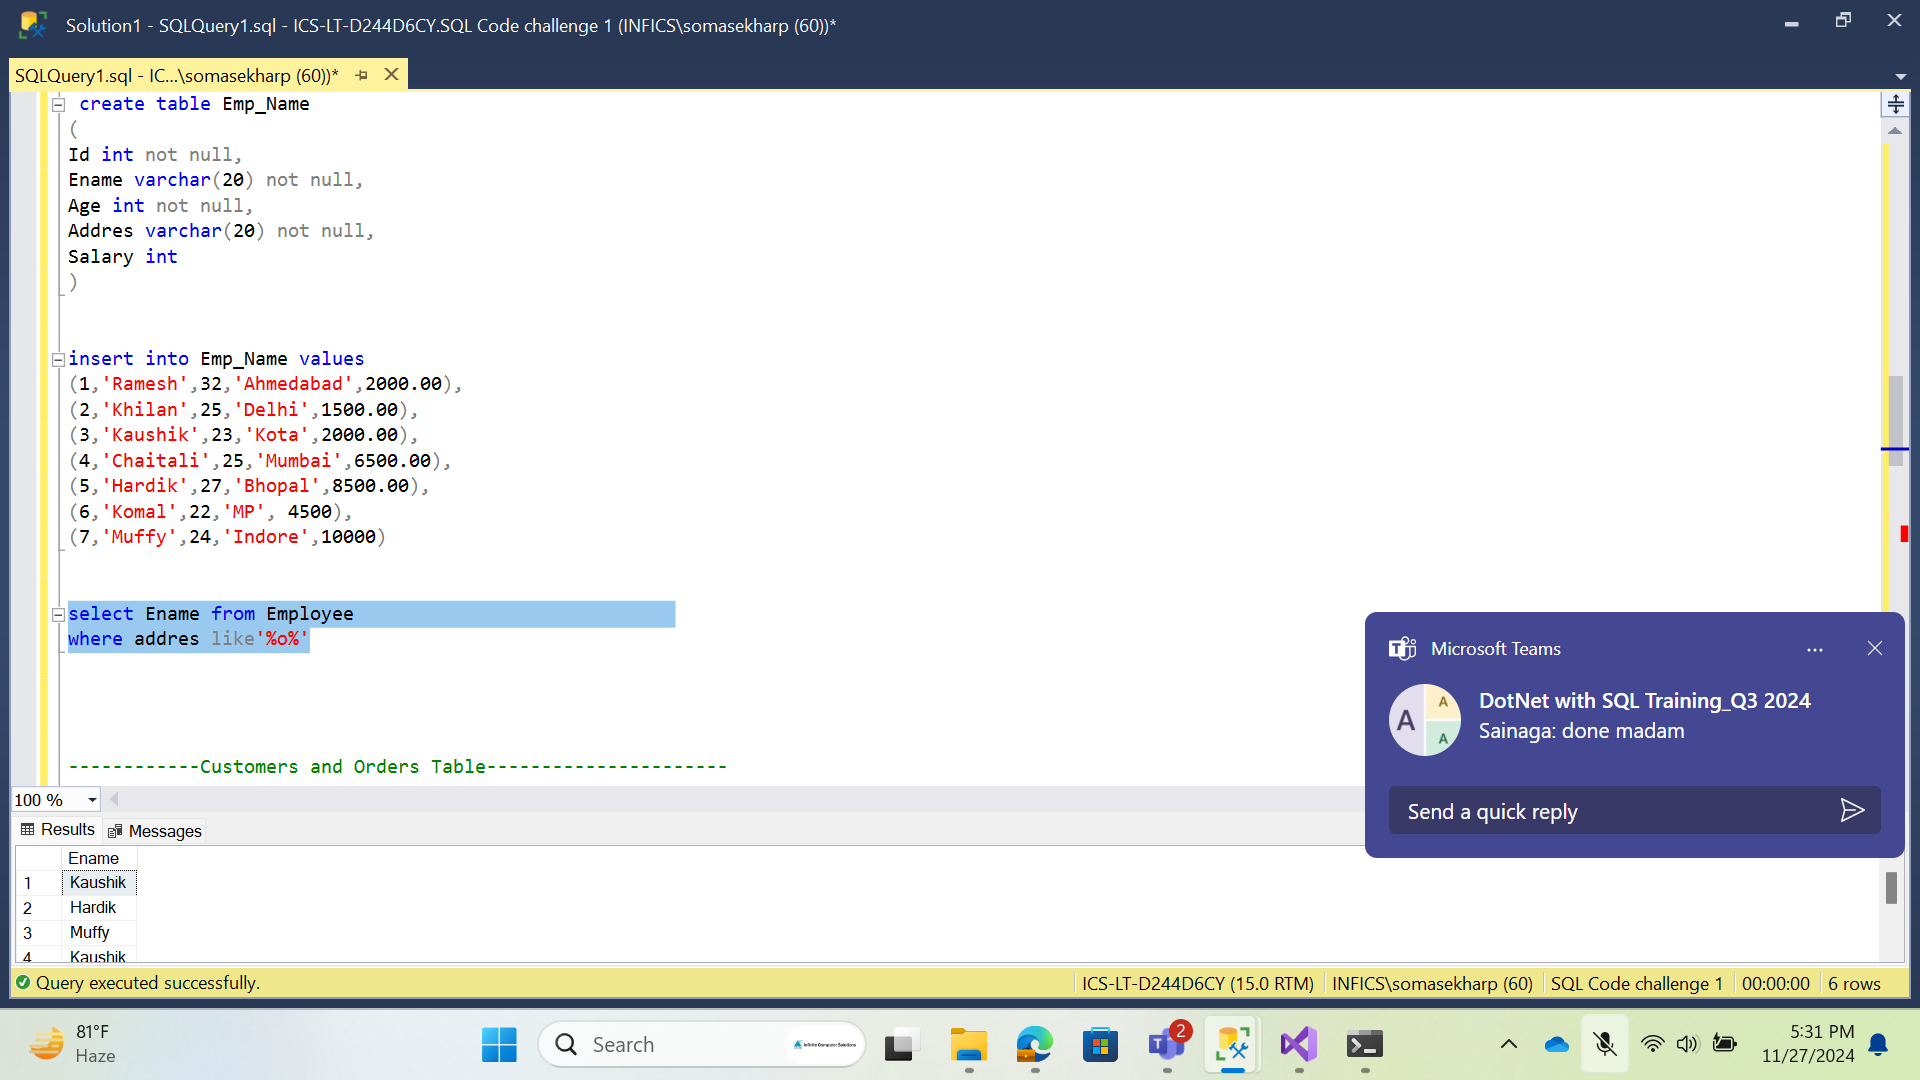 Solution1 - SQLQuery1.sql - ICS-LT-D244D6CY.SQL Code challenge 1 (INFICS\somasekharp (60))*
SQLQuery1.sql - IC...\somasekharp (60))*
create table Emp_Name
(
Id int not null,
Ename varchar(20) not null,
Age int not null,
Addres varchar(20) not null,
Salary int
)
insert into Emp_Name values
(1,'Ramesh',32,'Ahmedabad',2000.00),
(2,'Khilan',25,'Delhi',1500.00),
(3,'Kaushik',23,'Kota',2000.00),
(4,'Chaitali',25,'Mumbai',6500.00),
(5,'Hardik',27,'Bhopal',8500.00),
(6,'Komal',22,'MP', 4500),
(7,'Muffy',24,'Indore',10000)
select Ename from Employee
where addres like'%o%'
------------Customers and Orders Table----------------------
Microsoft Teams
A
A
A
DotNet with SQL Training_Q3 2024
Sainaga: done madam
Send a quick reply
100 %
Results
Messages
Ename
1 Kaushik
2 Hardik
3 Muffy
4 Kaushik
Query executed successfully.
ICS-LT-D244D6CY (15.0 RTM)
INFICS\somasekharp (60)
SQL Code challenge 1
00:00:00
6 rows
81°F
Haze
Search
Infinite Computer Solutions
2
5:31 PM
11/27/2024